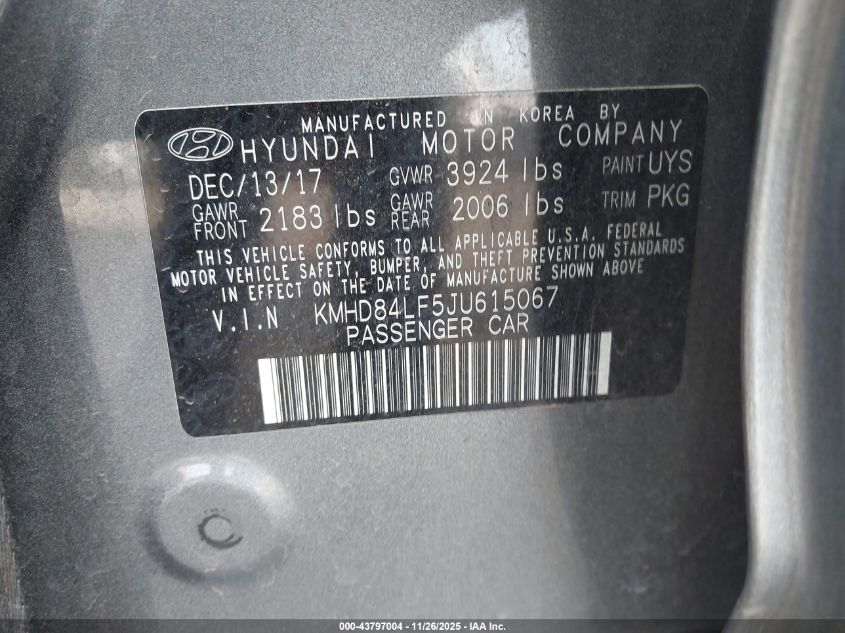 MANUFACTURED IN KOREA BY
HYUNDAI MOTOR COMPANY
DEC/13/17 GVWR 3924 lbs PAINT UYS
GAWR FRONT 2183 lbs GAWR REAR 2006 lbs TRIM PKG
THIS VEHICLE CONFORMS TO ALL APPLICABLE U.S.A. FEDERAL
MOTOR VEHICLE SAFETY, BUMPER, AND THEFT PREVENTION STANDARDS
IN EFFECT ON THE DATE OF MANUFACTURE SHOWN ABOVE
V.I.N KMHD84LF5JU615067
PASSENGER CAR
000-43797004 - 11/26/2025 - IAA Inc.